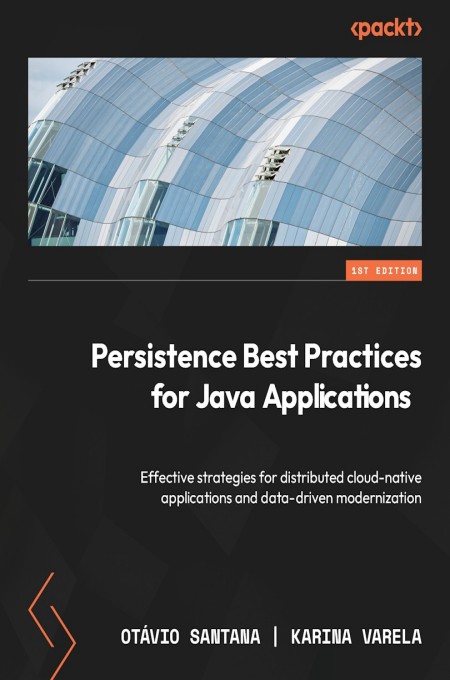 <packt>
1ST EDITION
Persistence Best Practices
for Java Applications
Effective strategies for distributed cloud-native
applications and data-driven modernization
OTÁVIO SANTANA | KARINA VARELA